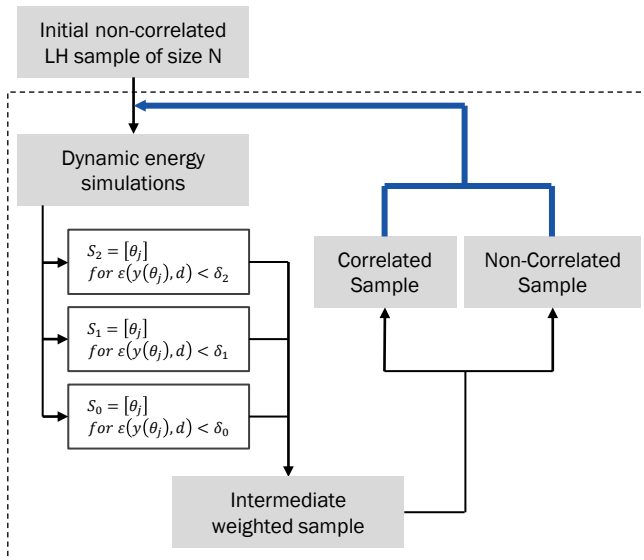 Initial non-correlated
LH sample of size N
Dynamic energy
simulations
S₂ = [θⱼ]
for ε(y(θⱼ), d) < δ₂
S₁ = [θⱼ]
for ε(y(θⱼ), d) < δ₁
S₀ = [θⱼ]
for ε(y(θⱼ), d) < δ₀
Correlated
Sample
Non-Correlated
Sample
Intermediate
weighted sample